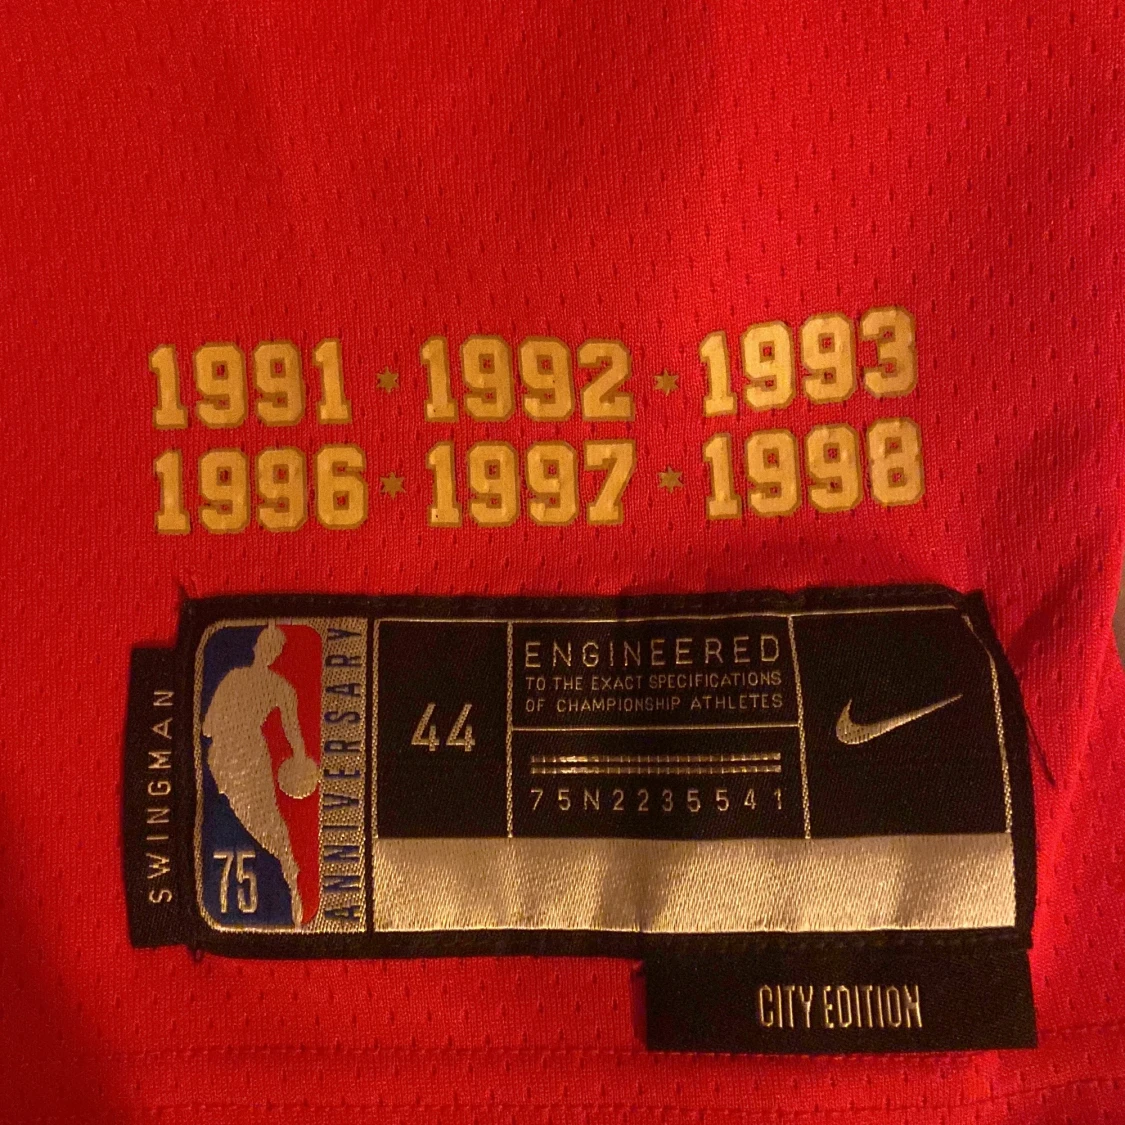 1991 * 1992 * 1993
1996 * 1997 * 1998
SWINGMAN
75
ANNIVERSARY
44
ENGINEERED
TO THE EXACT SPECIFICATIONS
OF CHAMPIONSHIP ATHLETES
75N2235541
CITY EDITION